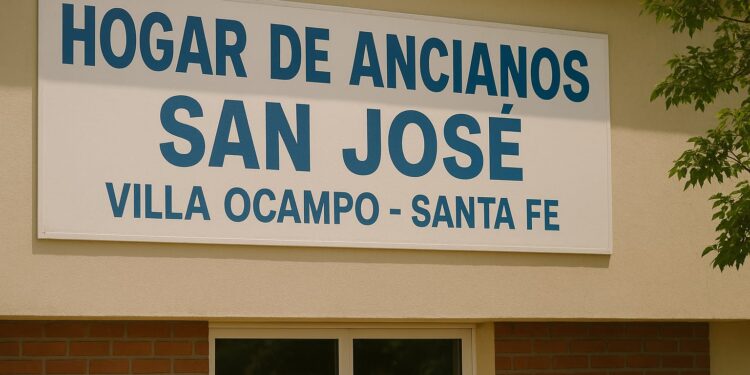 HOGAR DE ANCIANOS
SAN JOSÉ
VILLA OCAMPO - SANTA FE